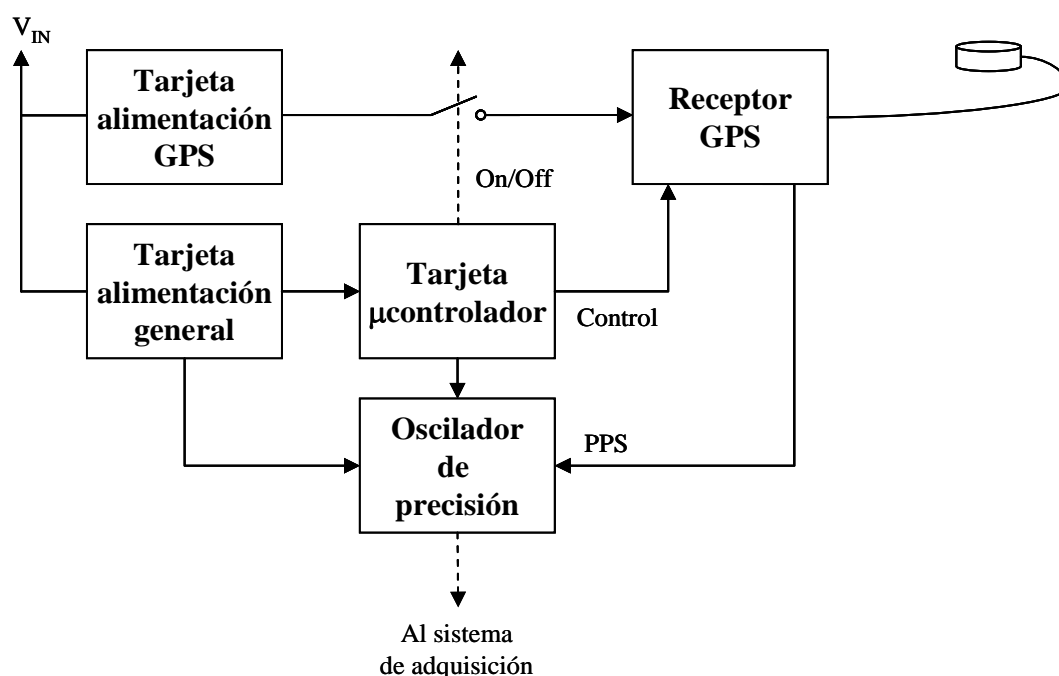 V_IN
Tarjeta
alimentación
GPS
Receptor
GPS
On/Off
Tarjeta
alimentación
general
Tarjeta
μcontrolador
Control
Oscilador
de
precisión
PPS
Al sistema
de adquisición